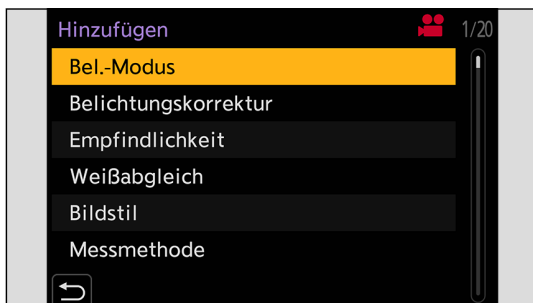 Hinzufügen 1/20
Bel.-Modus
Belichtungskorrektur
Empfindlichkeit
Weißabgleich
Bildstil
Messmethode